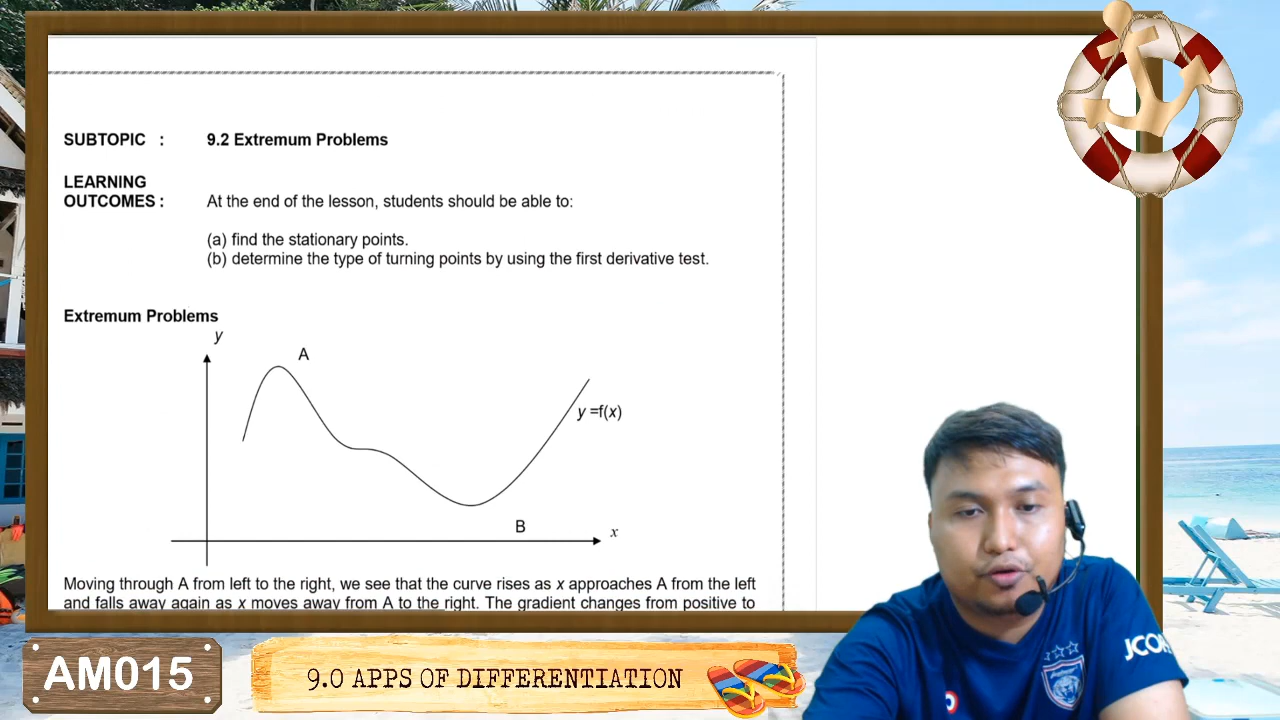 SUBTOPIC : 9.2 Extremum Problems
LEARNING
OUTCOMES : At the end of the lesson, students should be able to:
(a) find the stationary points.
(b) determine the type of turning points by using the first derivative test.
Extremum Problems
y
A
y =f(x)
B
x
Moving through A from left to the right, we see that the curve rises as x approaches A from the left
and falls away again as x moves away from A to the right. The gradient changes from positive to
AM015
9.0 APPS OF DIFFERENTIATION